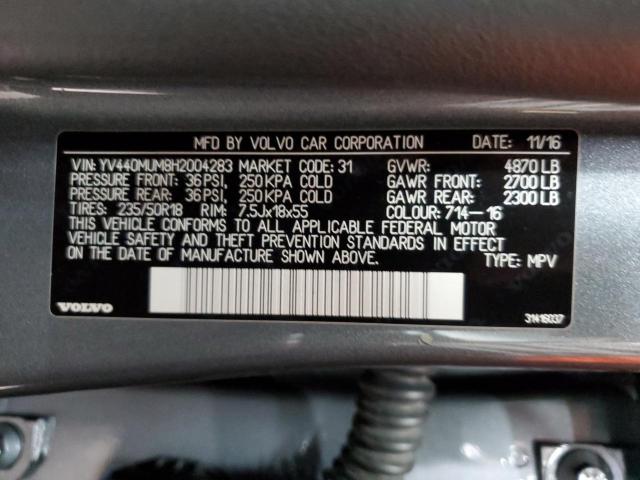 MFD BY VOLVO CAR CORPORATION DATE: 11/16
VIN: YV440MUM8H2004283 MARKET CODE: 31 GVWR: 4870 LB
PRESSURE FRONT: 36 PSI, 250 KPA COLD GAWR FRONT: 2700 LB
PRESSURE REAR: 36 PSI, 250 KPA COLD GAWR REAR: 2300 LB
TIRES: 235/50R18 RIM: 7.5Jx18x55 COLOUR: 714-16
THIS VEHICLE CONFORMS TO ALL APPLICABLE FEDERAL MOTOR
VEHICLE SAFETY AND THEFT PREVENTION STANDARDS IN EFFECT
ON THE DATE OF MANUFACTURE SHOWN ABOVE. TYPE: MPV
VOLVO 31416037